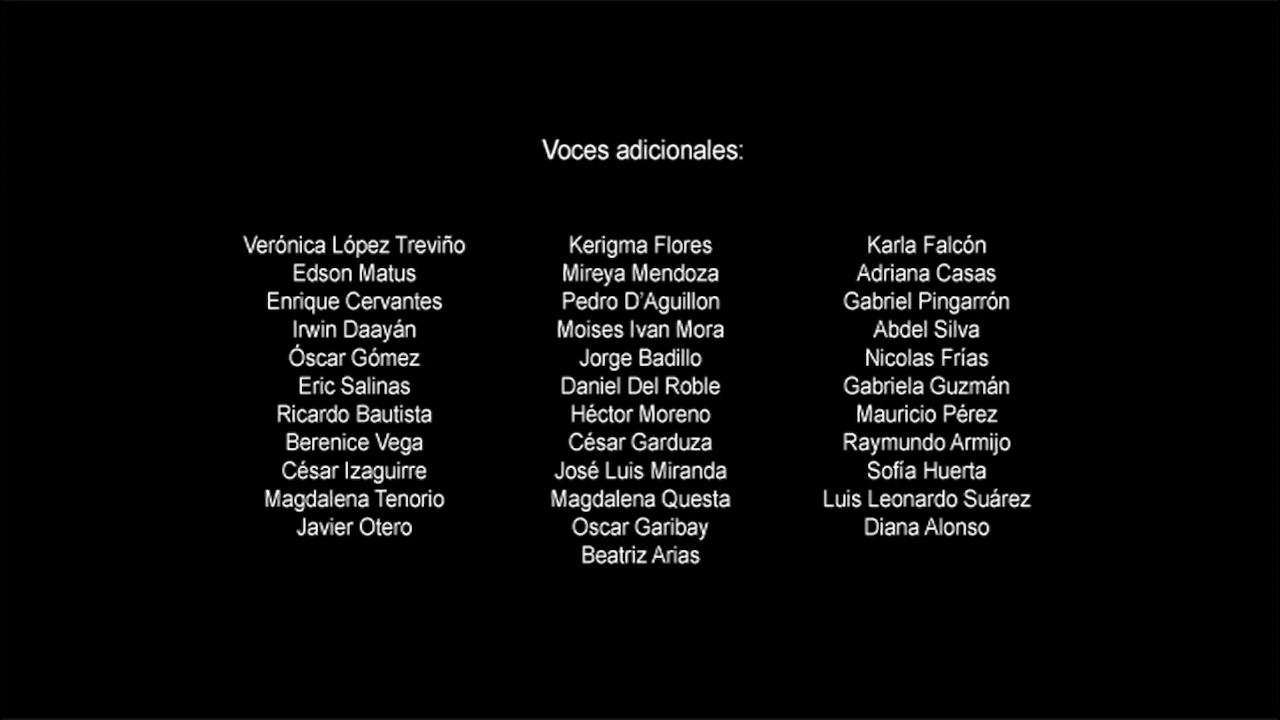 Voces adicionales:
Verónica López Treviño
Edson Matus
Enrique Cervantes
Irwin Daayán
Óscar Gómez
Eric Salinas
Ricardo Bautista
Berenice Vega
César Izaguirre
Magdalena Tenorio
Javier Otero
Kerigma Flores
Mireya Mendoza
Pedro D'Aguillon
Moises Ivan Mora
Jorge Badillo
Daniel Del Roble
Héctor Moreno
César Garduza
José Luis Miranda
Magdalena Questa
Oscar Garibay
Beatriz Arias
Karla Falcón
Adriana Casas
Gabriel Pingarrón
Abdel Silva
Nicolas Frías
Gabriela Guzmán
Mauricio Pérez
Raymundo Armijo
Sofía Huerta
Luis Leonardo Suárez
Diana Alonso